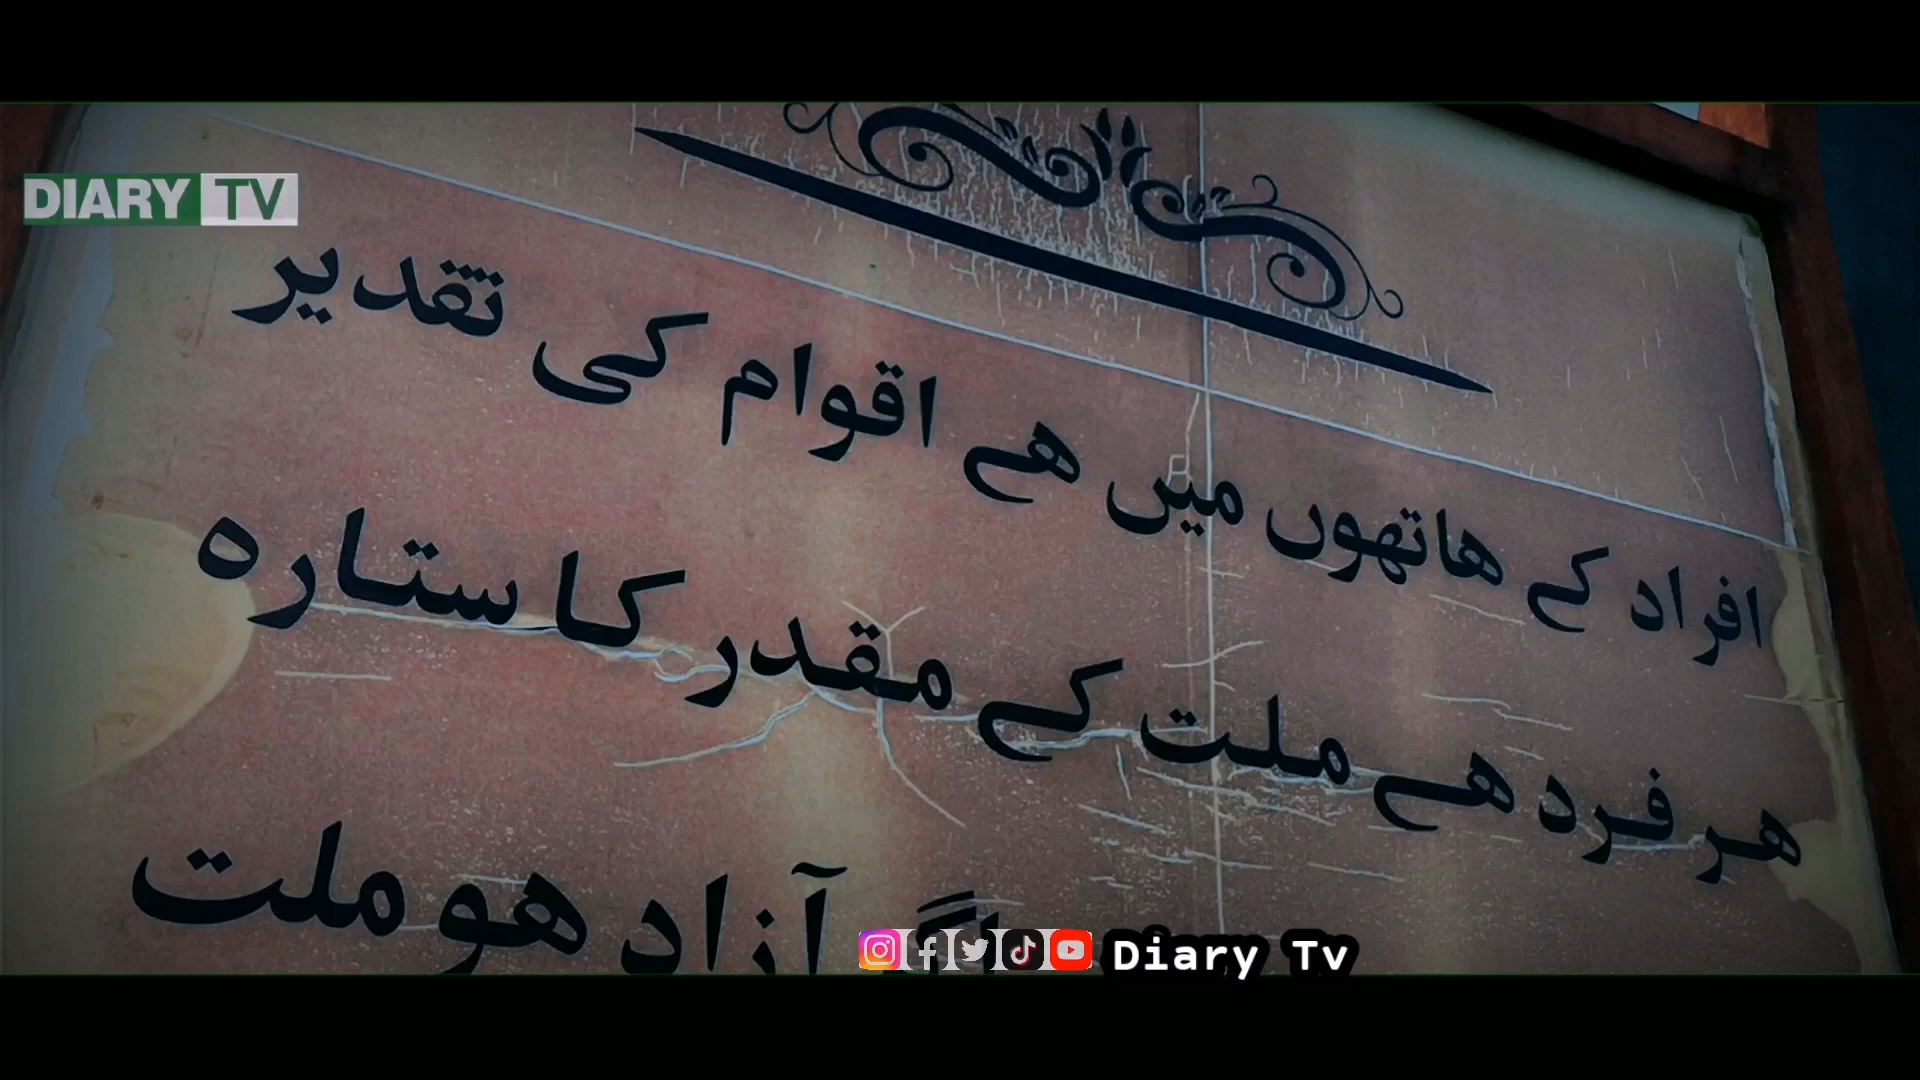 DIARY TV
افراد کے ھاتھوں میں ھے اقوام کی تقدیر
ھر فرد ھے ملت کے مقدر کا ستارہ
آزاد ھو ملت
Diary Tv